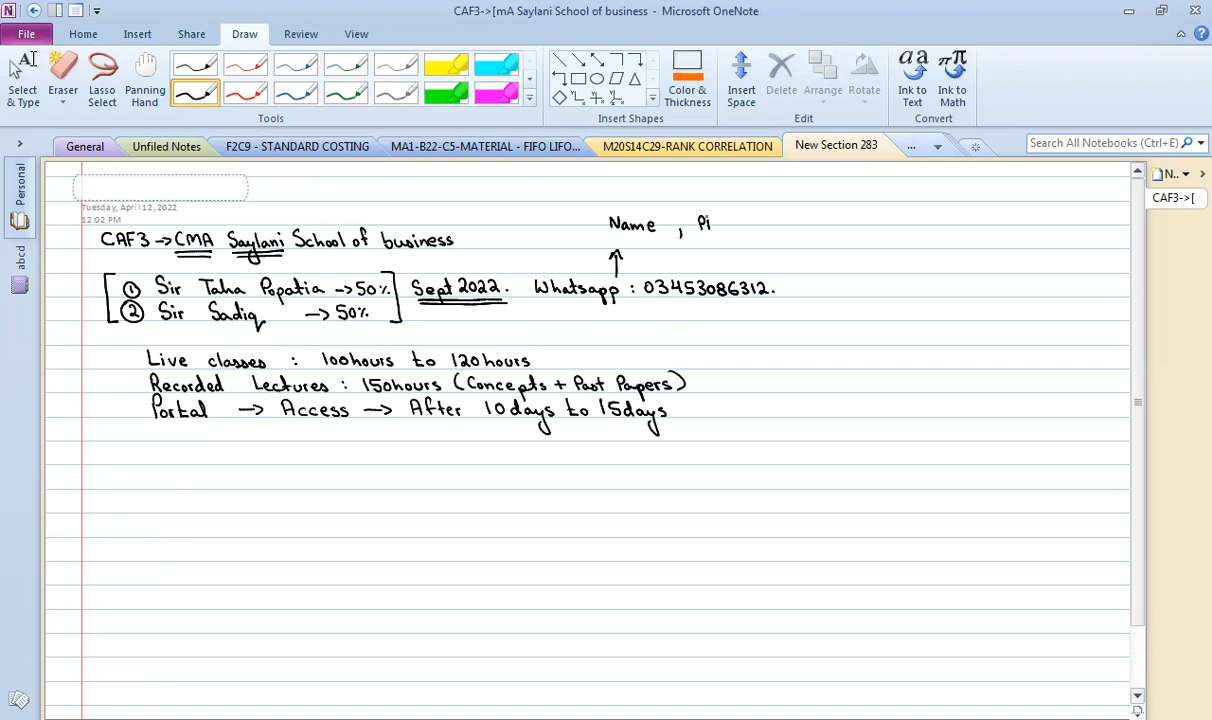 CAF3->[mA Saylani School of business - Microsoft OneNote
File Home Insert Share Draw Review View
Select & Type
Eraser
Lasso Select
Panning Hand
Color & Thickness
Insert Space
Delete
Arrange
Rotate
Ink to Text
Ink to Math
Tools
Insert Shapes
Edit
Convert
General
Unfiled Notes
F2C9 - STANDARD COSTING
MA1-B22-C5-MATERIAL - FIFO LIFO...
M20S14C29-RANK CORRELATION
New Section 283
...
Search All Notebooks (Ctrl+E)
Personal
abcd
N..
CAF3->[
Tuesday, April 12, 2022
12:02 PM
Name , Pi
CAF3 → CMA Saylani School of business
① Sir Taha Popatia → 50% Sept 2022. Whatsapp : 03453086312.
② Sir Sadiq → 50%
Live classes : 100hours to 120hours
Recorded Lectures : 150hours (Concepts + Past Papers)
Portal → Access → After 10days to 15days